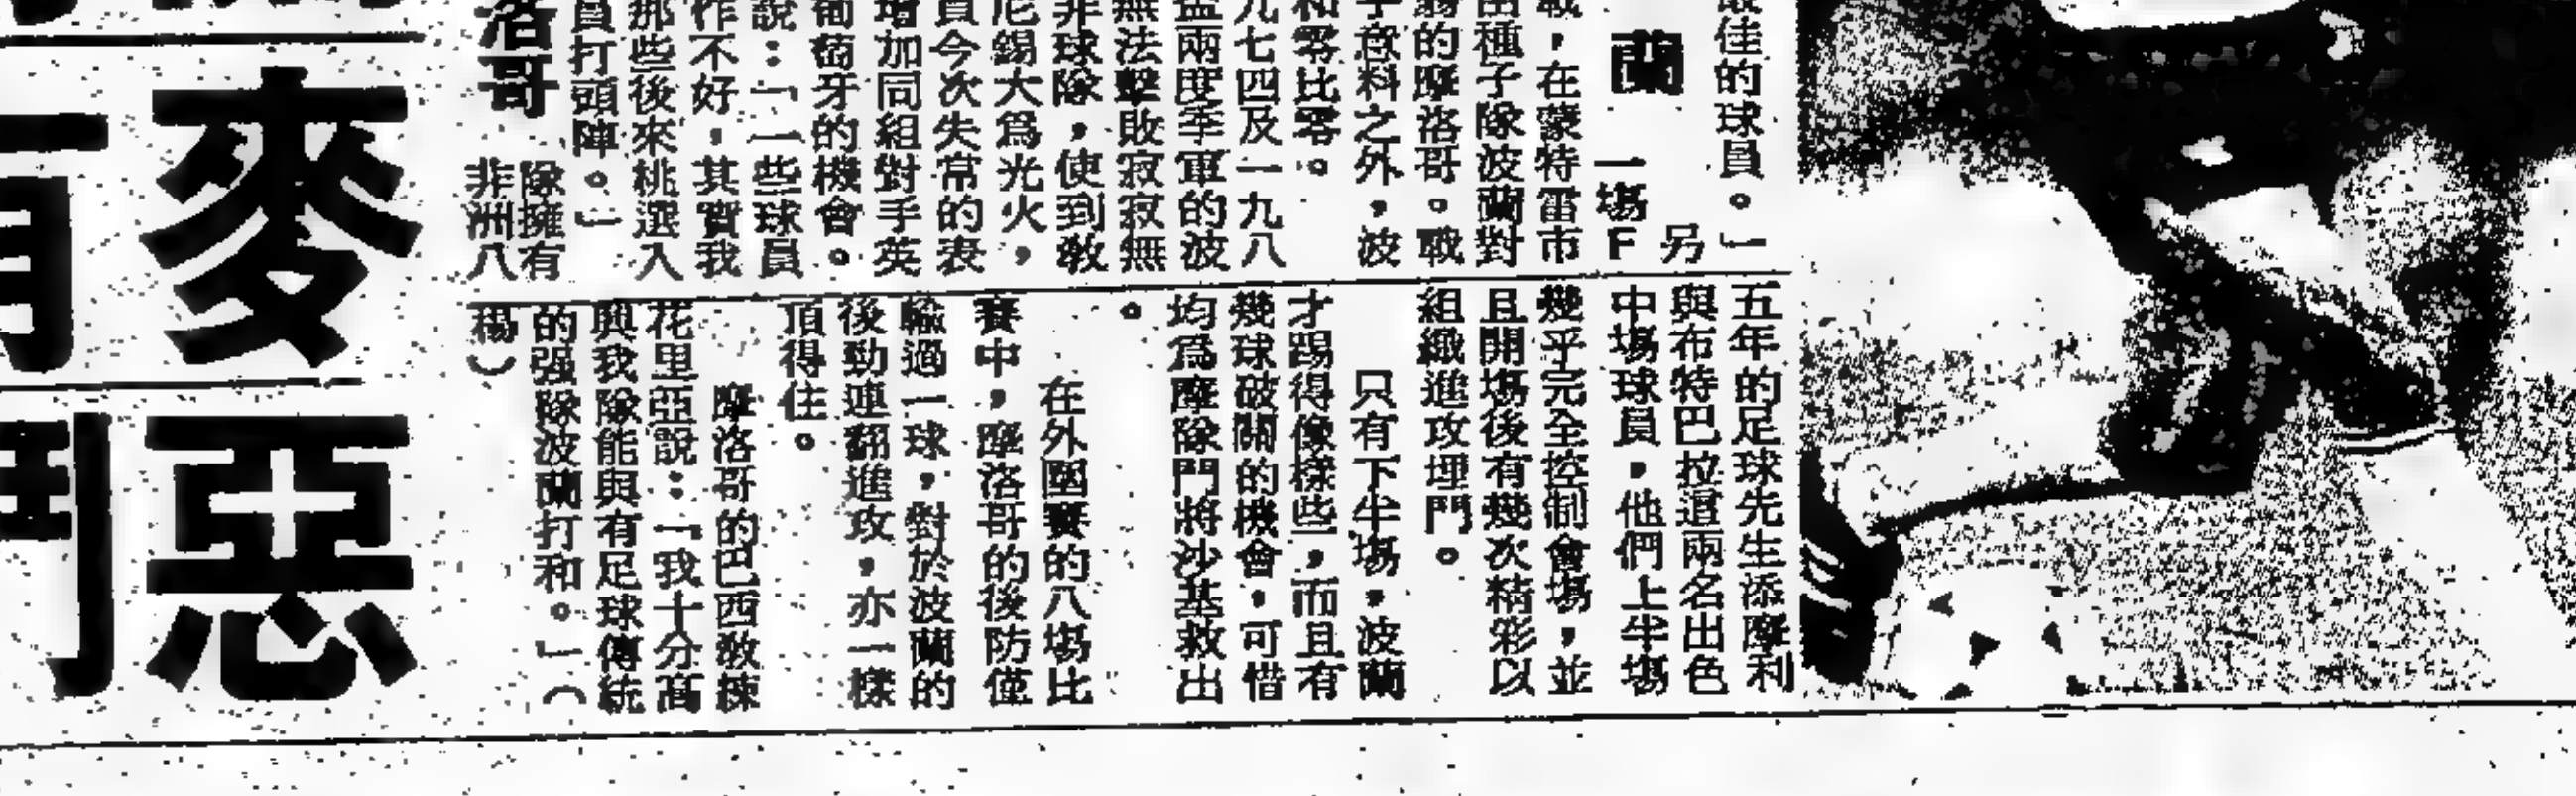 最佳的球員。」
另
一場F
戰，在蒙特雷市
由種子隊波蘭對
的摩洛哥。戰
意料之外，波
和零比零。
九七四及一九八
盃兩度季軍的波
無法擊敗寂寂無
非球隊，使到教
尼錫大為光火，
員今次失常的表
增加同組對手英
葡萄牙的機會。
說：「一些球員
作不好，其實我
那些後來桃選入
員打頭陣。」
隊擁有
非洲八
五年的足球先生添摩利
與布特巴拉道兩名出色
中場球員，他們上半場
幾乎完全控制會場，並
且開場後有幾次精彩以
組織進攻埋門。
只有下半場，波蘭
才踢得像樣些，而且有
幾球破關的機會，可惜
均為摩隊門將沙基救出
。
在外圍賽的八場比
賽中，摩洛哥的後防僅
輸過一球，對於波蘭的
後勁連翻進攻，亦一樣
頂得住。
摩洛哥的巴西教練
花里亞說：「我十分高
興我隊能與有足球傳統
的强隊波蘭打和。」（
楊）
蘭
洛哥
麥
惡